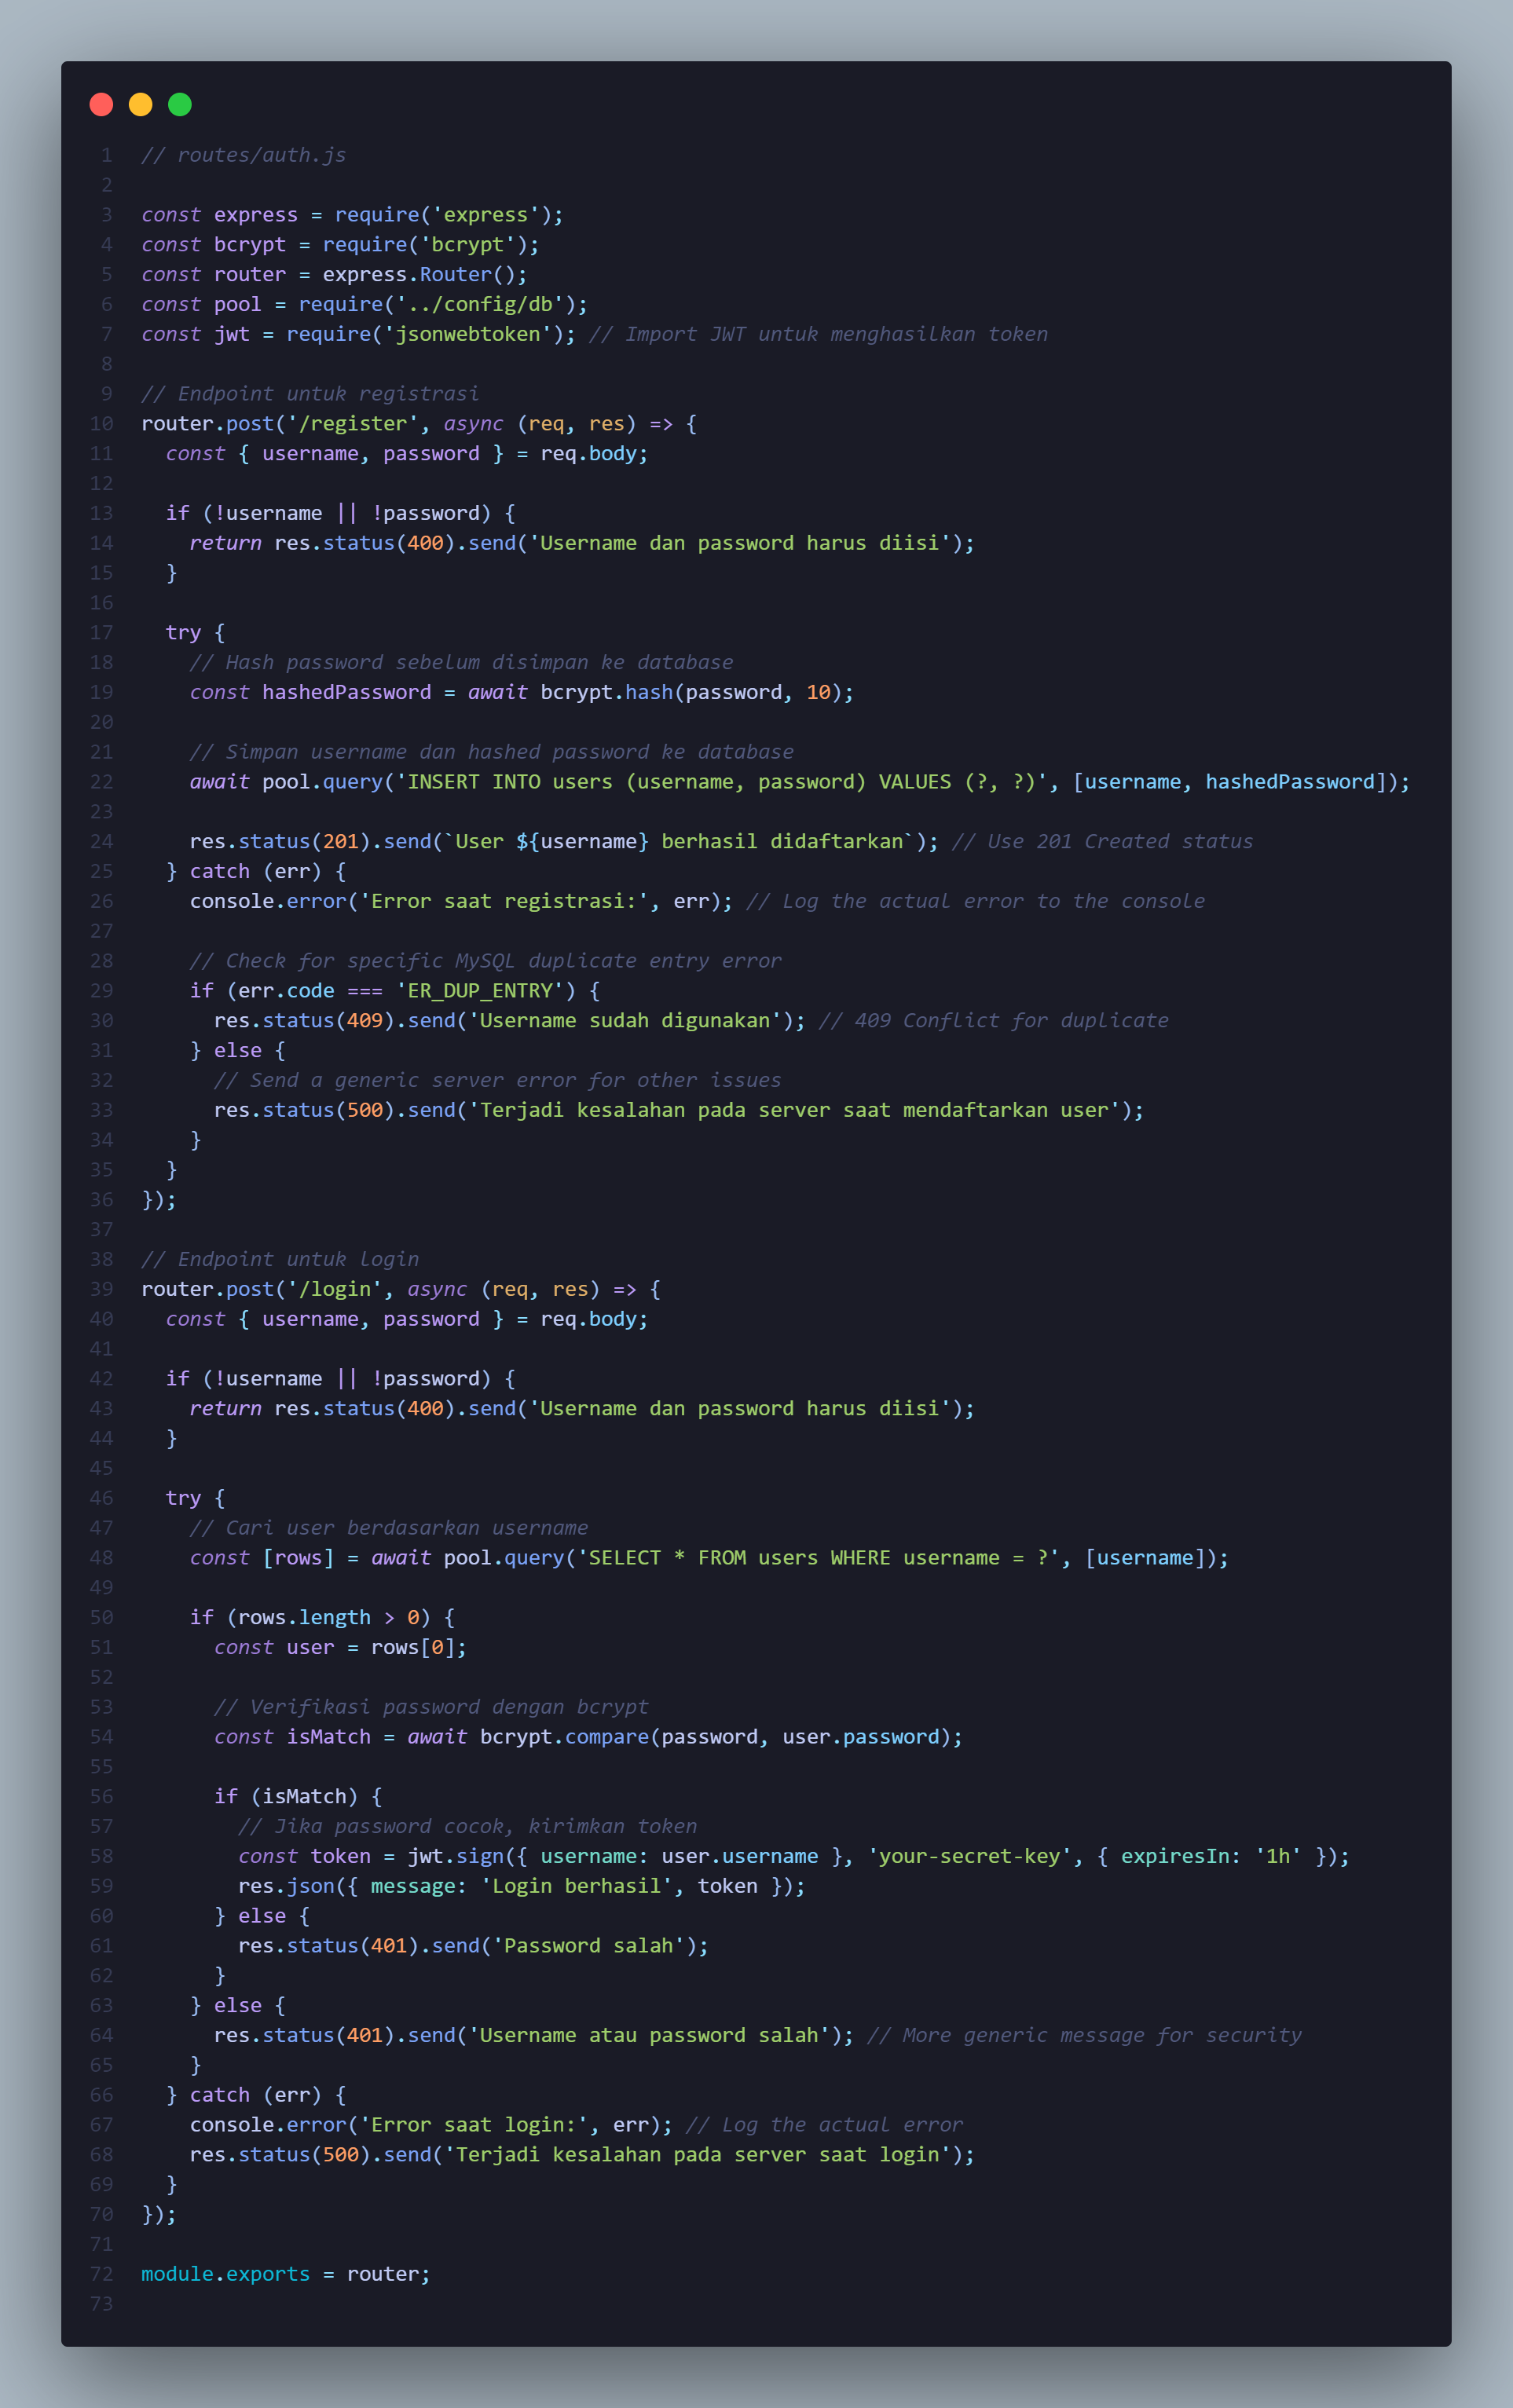 1 // routes/auth.js
2
3 const express = require('express');
4 const bcrypt = require('bcrypt');
5 const router = express.Router();
6 const pool = require('../config/db');
7 const jwt = require('jsonwebtoken'); // Import JWT untuk menghasilkan token
8
9 // Endpoint untuk registrasi
10 router.post('/register', async (req, res) => {
11   const { username, password } = req.body;
12
13   if (!username || !password) {
14     return res.status(400).send('Username dan password harus diisi');
15   }
16
17   try {
18     // Hash password sebelum disimpan ke database
19     const hashedPassword = await bcrypt.hash(password, 10);
20
21     // Simpan username dan hashed password ke database
22     await pool.query('INSERT INTO users (username, password) VALUES (?, ?)', [username, hashedPassword]);
23
24     res.status(201).send(`User ${username} berhasil didaftarkan`); // Use 201 Created status
25   } catch (err) {
26     console.error('Error saat registrasi:', err); // Log the actual error to the console
27
28     // Check for specific MySQL duplicate entry error
29     if (err.code === 'ER_DUP_ENTRY') {
30       res.status(409).send('Username sudah digunakan'); // 409 Conflict for duplicate
31     } else {
32       // Send a generic server error for other issues
33       res.status(500).send('Terjadi kesalahan pada server saat mendaftarkan user');
34     }
35   }
36 });
37
38 // Endpoint untuk login
39 router.post('/login', async (req, res) => {
40   const { username, password } = req.body;
41
42   if (!username || !password) {
43     return res.status(400).send('Username dan password harus diisi');
44   }
45
46   try {
47     // Cari user berdasarkan username
48     const [rows] = await pool.query('SELECT * FROM users WHERE username = ?', [username]);
49
50     if (rows.length > 0) {
51       const user = rows[0];
52
53       // Verifikasi password dengan bcrypt
54       const isMatch = await bcrypt.compare(password, user.password);
55
56       if (isMatch) {
57         // Jika password cocok, kirimkan token
58         const token = jwt.sign({ username: user.username }, 'your-secret-key', { expiresIn: '1h' });
59         res.json({ message: 'Login berhasil', token });
60       } else {
61         res.status(401).send('Password salah');
62       }
63     } else {
64       res.status(401).send('Username atau password salah'); // More generic message for security
65     }
66   } catch (err) {
67     console.error('Error saat login:', err); // Log the actual error
68     res.status(500).send('Terjadi kesalahan pada server saat login');
69   }
70 });
71
72 module.exports = router;
73